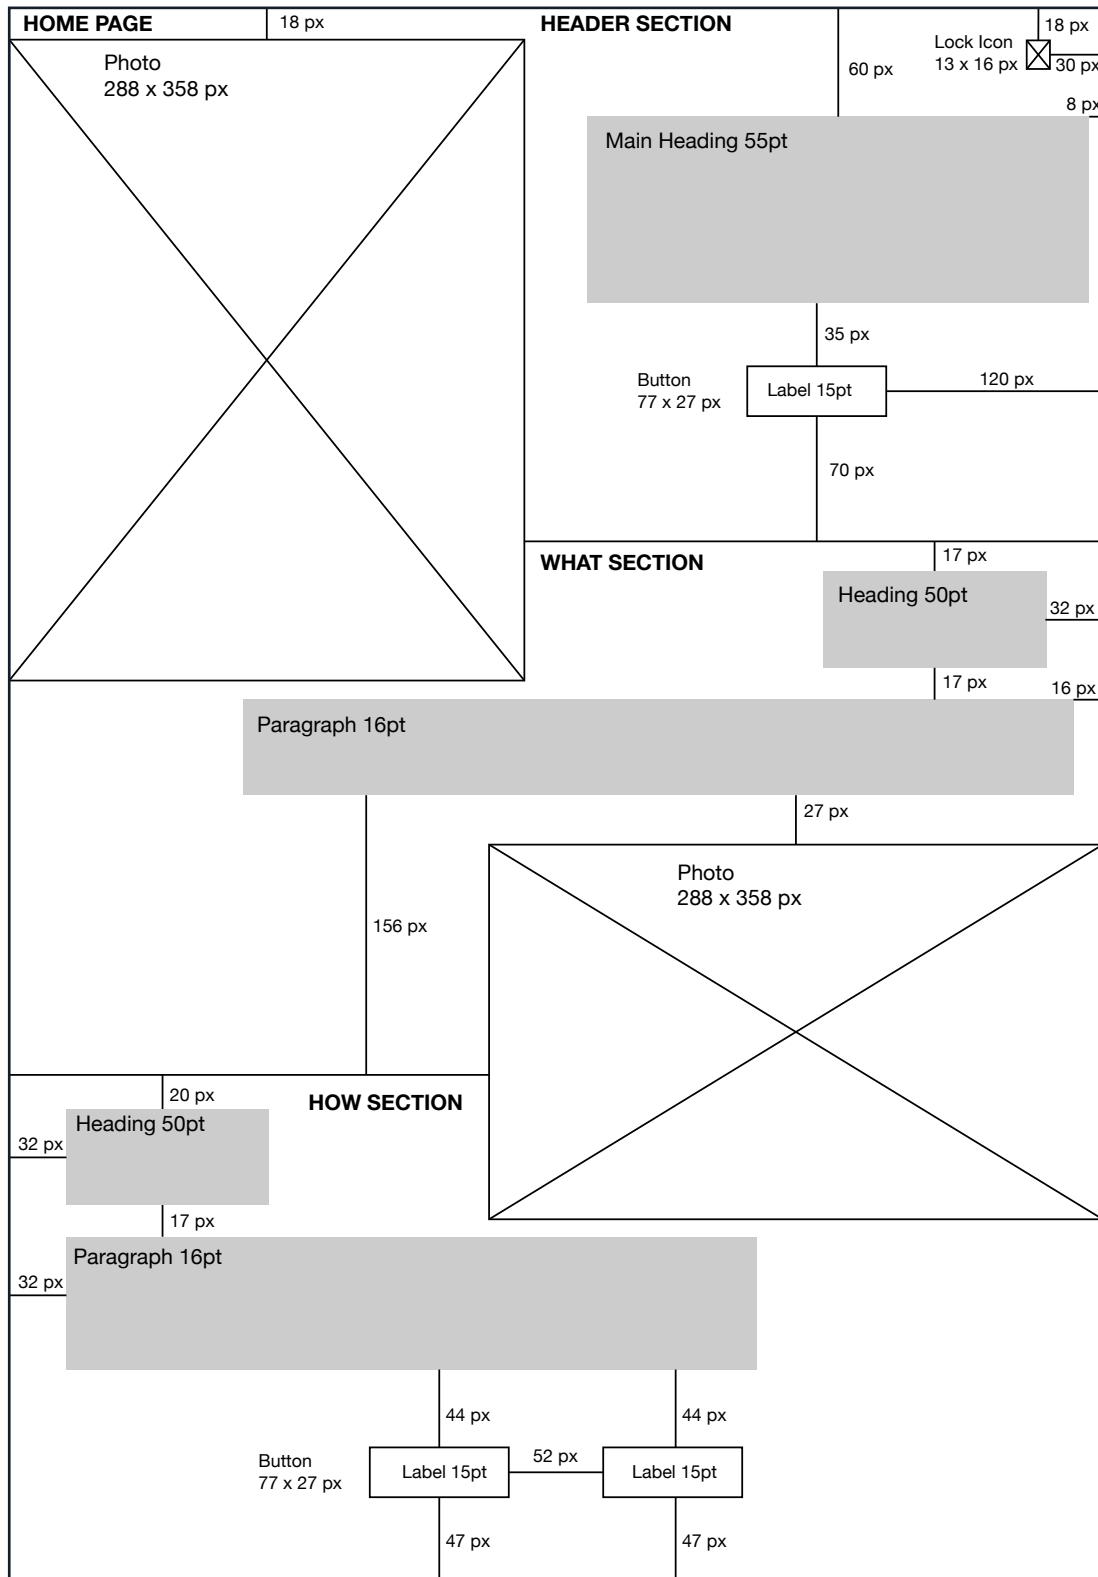 HOME PAGE
18 px
HEADER SECTION
18 px
Lock Icon
13 x 16 px
30 px
60 px
8 px
Photo
288 x 358 px
Main Heading 55pt
35 px
Button
77 x 27 px
Label 15pt
120 px
70 px
WHAT SECTION
17 px
Heading 50pt
32 px
17 px
16 px
Paragraph 16pt
27 px
Photo
288 x 358 px
156 px
20 px
HOW SECTION
Heading 50pt
32 px
17 px
Paragraph 16pt
32 px
44 px
44 px
Button
77 x 27 px
Label 15pt
52 px
Label 15pt
47 px
47 px